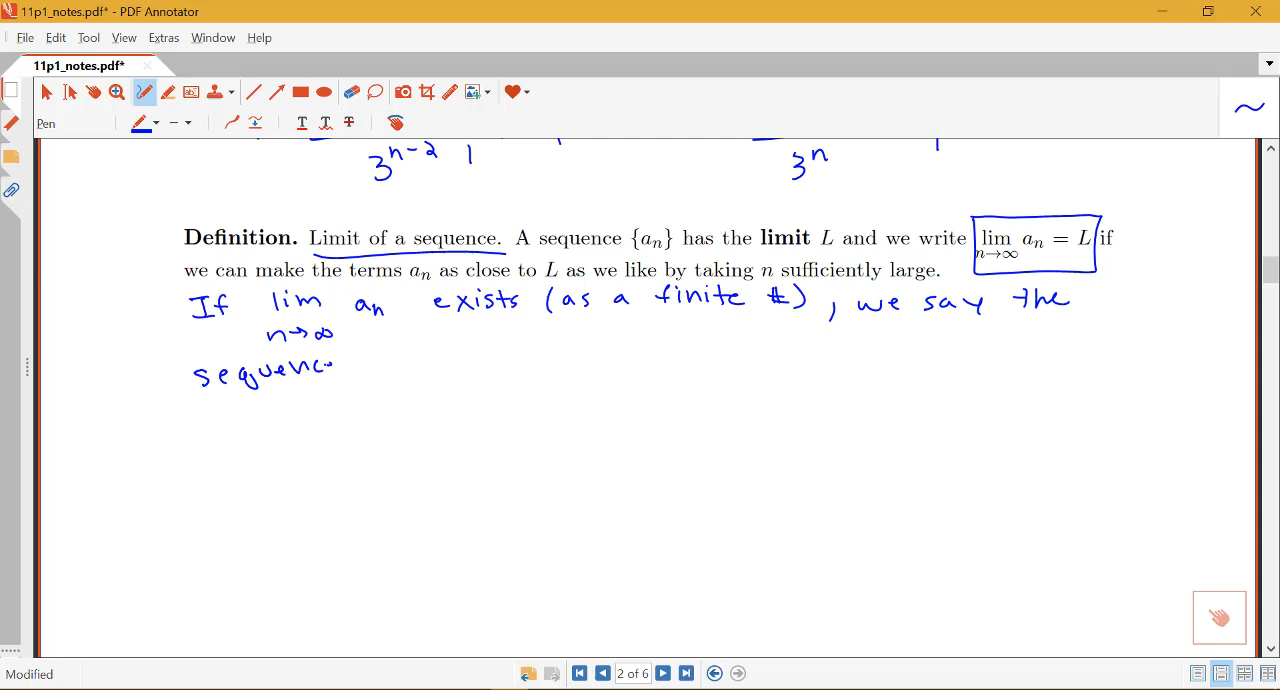 11p1_notes.pdf* - PDF Annotator
File Edit Tool View Extras Window Help
11p1_notes.pdf*
Pen
3^{n-2} 1
3^n 1
Definition. Limit of a sequence. A sequence {a_n} has the limit L and we write lim_{n→∞} a_n = L if
we can make the terms a_n as close to L as we like by taking n sufficiently large.
If lim_{n→∞} a_n exists (as a finite #), we say the
sequenc
Modified
2 of 6